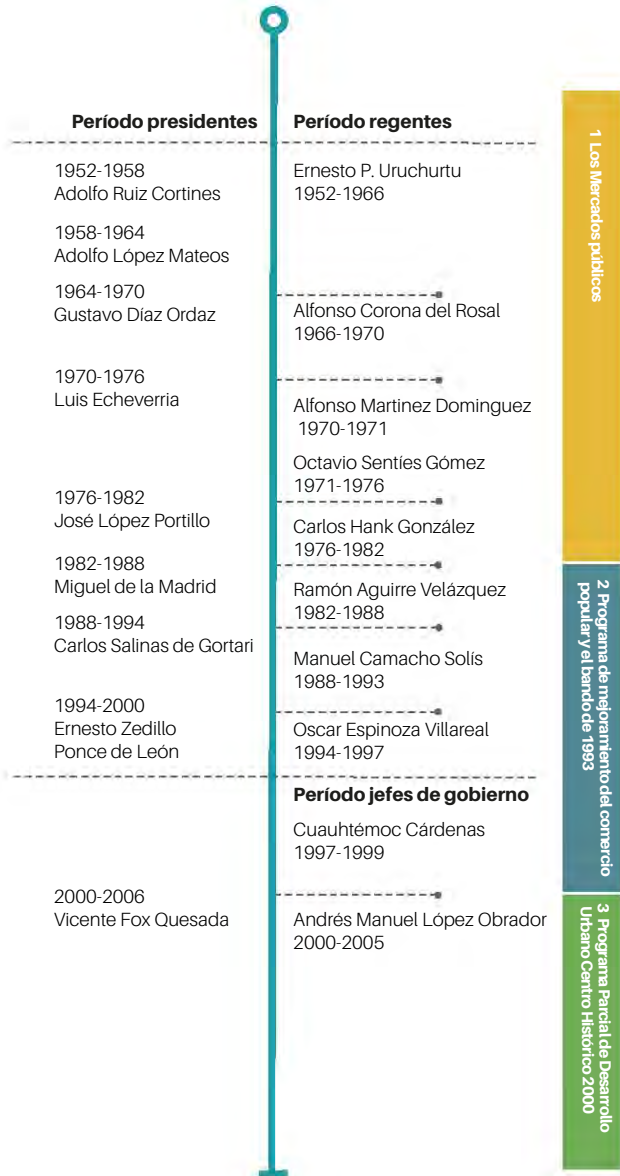 Período presidentes
1952-1958
Adolfo Ruiz Cortines
1958-1964
Adolfo López Mateos
1964-1970
Gustavo Díaz Ordaz
1970-1976
Luis Echeverria
1976-1982
José López Portillo
1982-1988
Miguel de la Madrid
1988-1994
Carlos Salinas de Gortari
1994-2000
Ernesto Zedillo
Ponce de León
2000-2006
Vicente Fox Quesada
Período regentes
Ernesto P. Uruchurtu
1952-1966
Alfonso Corona del Rosal
1966-1970
Alfonso Martinez Dominguez
1970-1971
Octavio Sentíes Gómez
1971-1976
Carlos Hank González
1976-1982
Ramón Aguirre Velázquez
1982-1988
Manuel Camacho Solís
1988-1993
Oscar Espinoza Villareal
1994-1997
Período jefes de gobierno
Cuauhtémoc Cárdenas
1997-1999
Andrés Manuel López Obrador
2000-2005
1 Los Mercados públicos
2 Programa de mejoramiento del comercio
popular y el bando de 1993
3 Programa Parcial de Desarrollo
Urbano Centro Histórico 2000